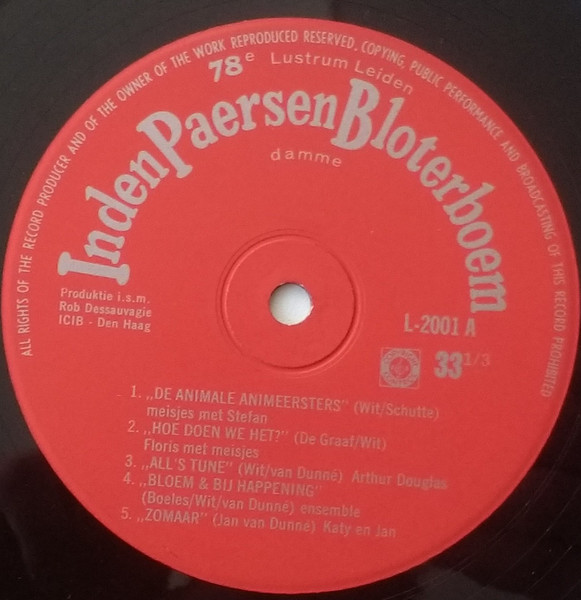 ALL RIGHTS OF THE RECORD PRODUCER AND OF THE OWNER OF THE WORK REPRODUCED RESERVED. COPYING, PUBLIC PERFORMANCE AND BROADCASTING OF THIS RECORD PROHIBITED
78e Lustrum Leiden
IndenPaersenBloterboem
damme
Produktie i.s.m.
Rob Dessauvagie
ICIB - Den Haag
L-2001 A
33 1/3
1. „DE ANIMALE ANIMEERSTERS” (Wit/Schutte)
meisjes met Stefan
2. „HOE DOEN WE HET?” (De Graaf/Wit)
Floris met meisjes
3. „ALL'S TUNE” (Wit/van Dunné) Arthur Douglas
4. „BLOEM & BIJ HAPPENING”
(Boeles/Wit/van Dunné) ensemble
5. „ZOMAAR” (Jan van Dunné) Katy en Jan